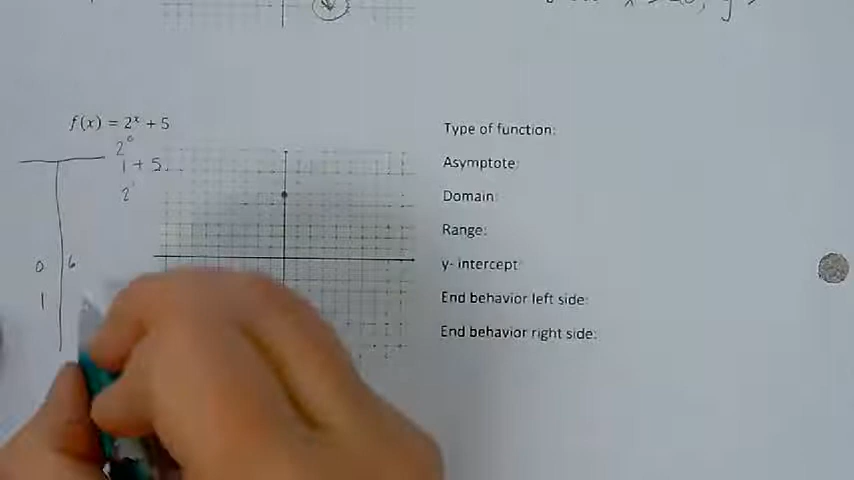 f(x) = 2ˣ + 5
2⁰
1 + 5
2¹
0 6
1
Type of function:
Asymptote:
Domain:
Range:
y- intercept:
End behavior left side:
End behavior right side: